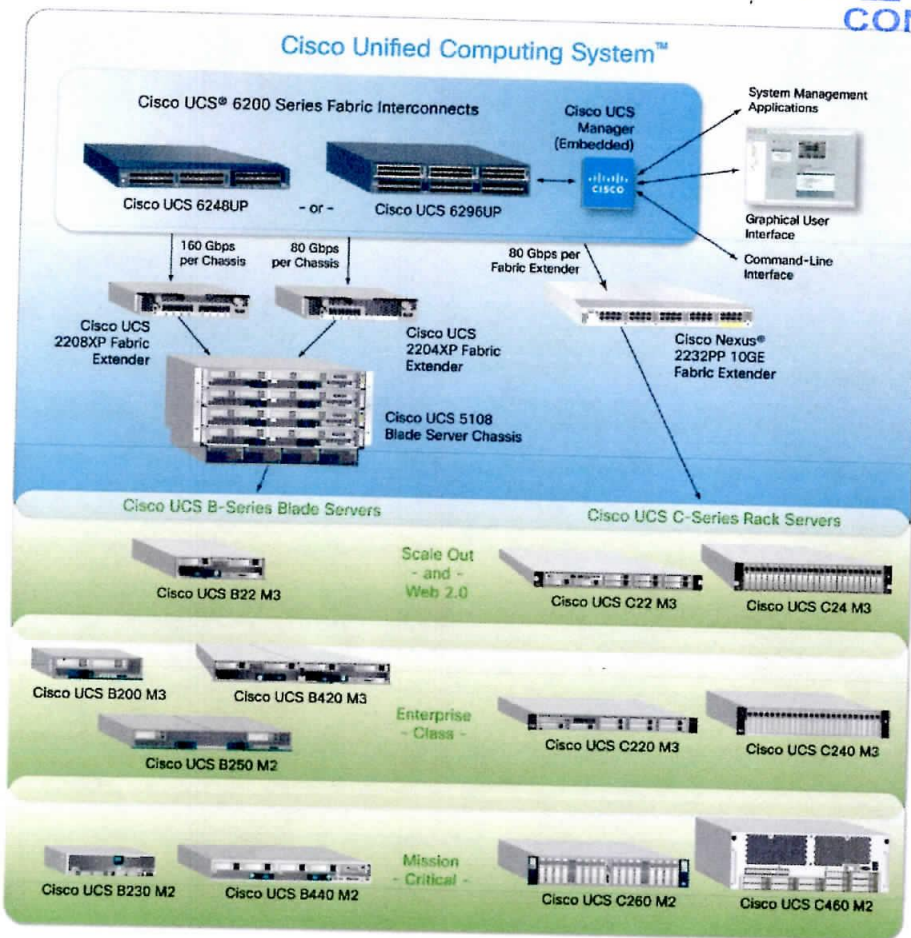 CON
Cisco Unified Computing System™
Cisco UCS® 6200 Series Fabric Interconnects
Cisco UCS
Manager
(Embedded)
System Management
Applications
CISCO
Cisco UCS 6248UP
- or -
Cisco UCS 6296UP
Graphical User
Interface
160 Gbps
per Chassis
80 Gbps
per Chassis
80 Gbps per
Fabric Extender
Command-Line
Interface
Cisco UCS
2208XP Fabric
Extender
Cisco UCS
2204XP Fabric
Extender
Cisco Nexus®
2232PP 10GE
Fabric Extender
Cisco UCS 5108
Blade Server Chassis
Cisco UCS B-Series Blade Servers
Cisco UCS C-Series Rack Servers
Scale Out
- and -
Web 2.0
Cisco UCS B22 M3
Cisco UCS C22 M3
Cisco UCS C24 M3
Cisco UCS B200 M3
Cisco UCS B420 M3
Cisco UCS B250 M2
Enterprise
- Class -
Cisco UCS C220 M3
Cisco UCS C240 M3
Mission
- Critical -
Cisco UCS B230 M2
Cisco UCS B440 M2
Cisco UCS C260 M2
Cisco UCS C460 M2